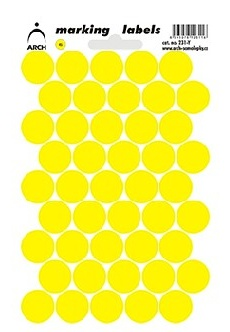 marking labels
ARCH
cat. no 231-Y
www.arch-samolepky.cz